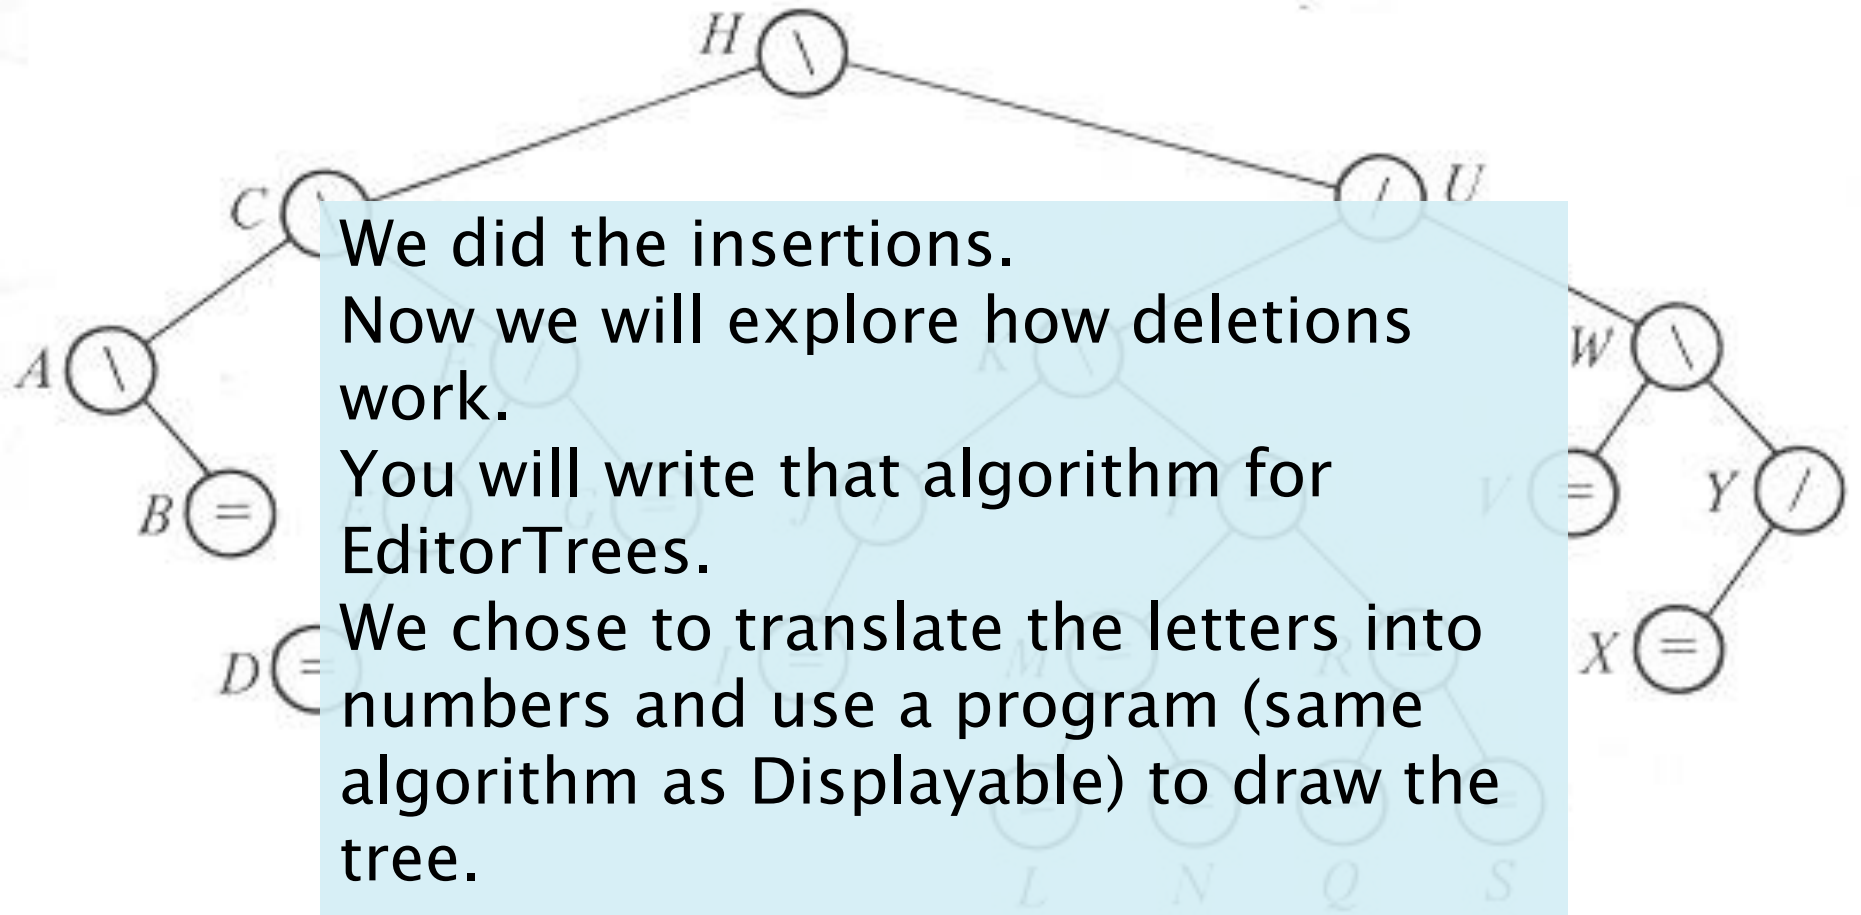 H \
C \ / U
We did the insertions.
Now we will explore how deletions
work.
You will write that algorithm for
EditorTrees.
We chose to translate the letters into
numbers and use a program (same
algorithm as Displayable) to draw the
tree.
A \ / K \ W \
B = E / G = J / = V = Y /
D = I = M = R = X =
= = = =
L N Q S